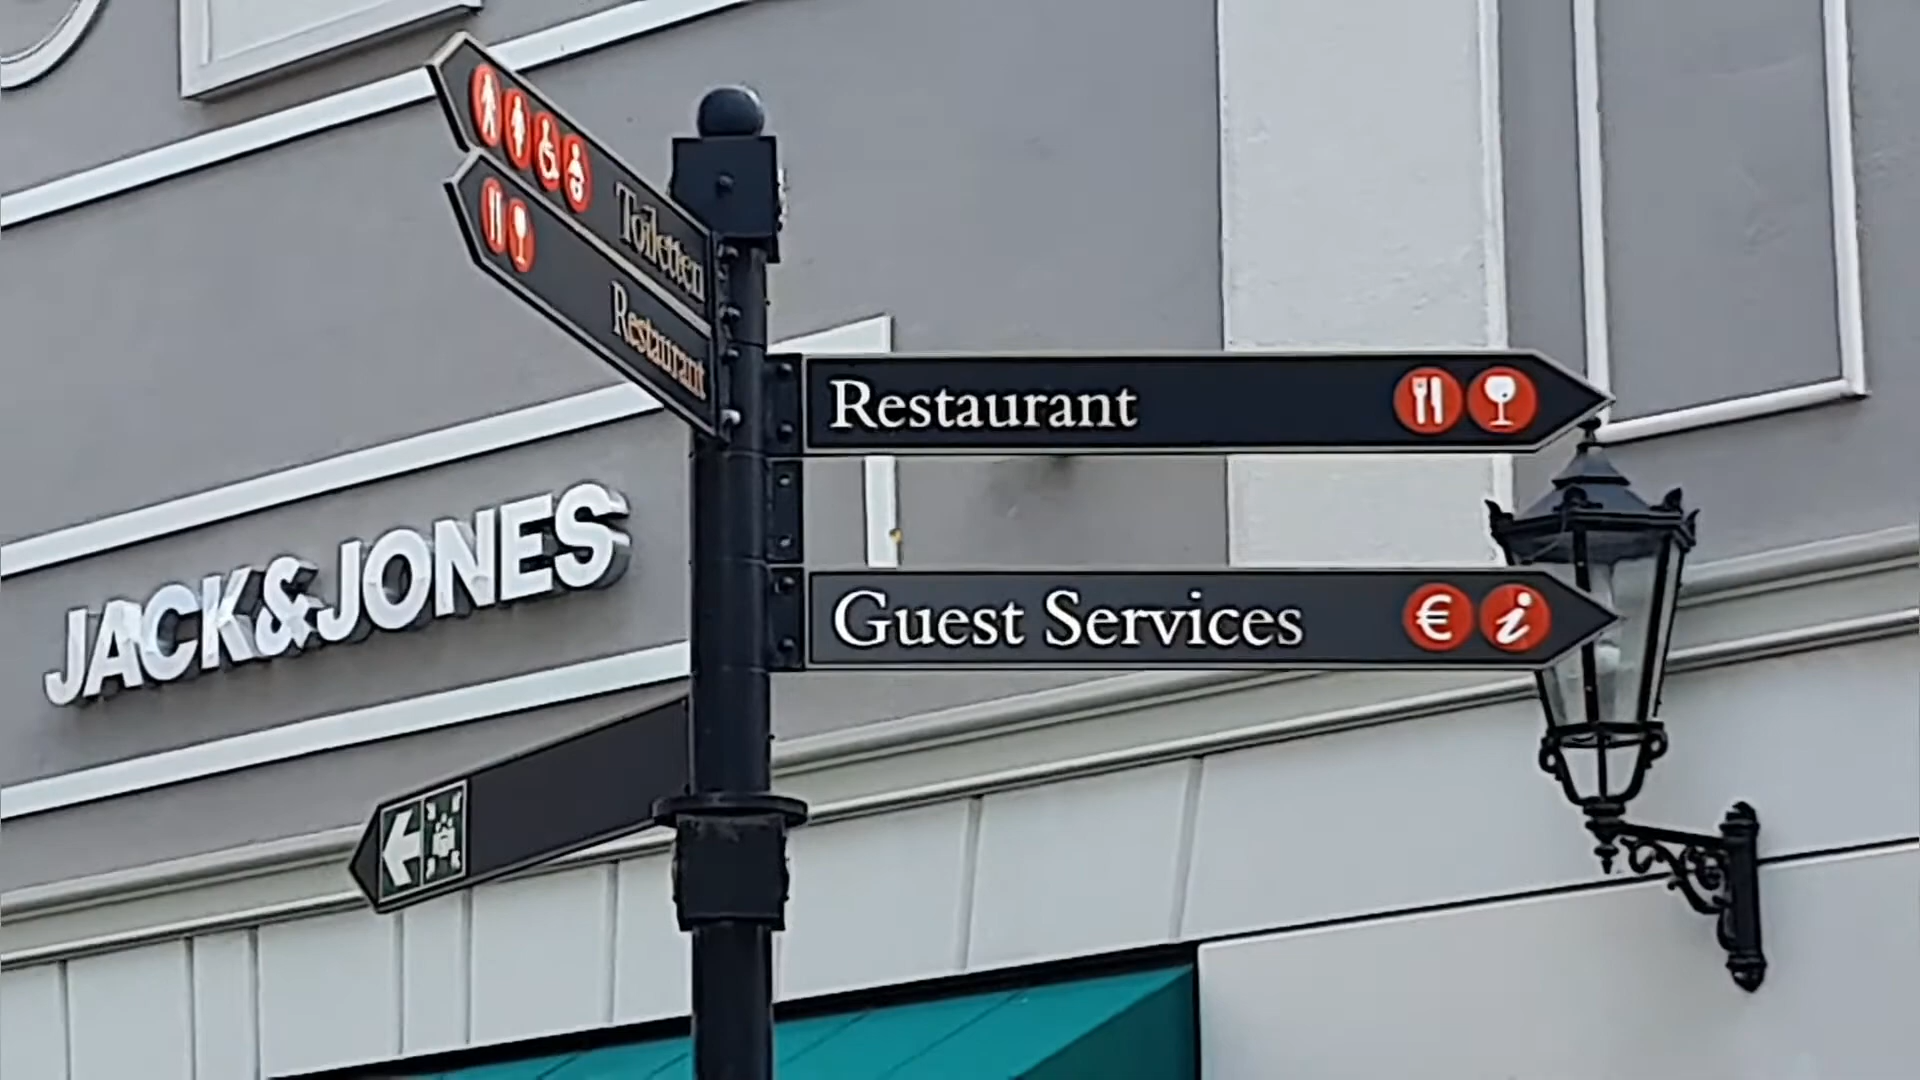 Toiletten
Restaurant
Restaurant
JACK&JONES
Guest Services €i